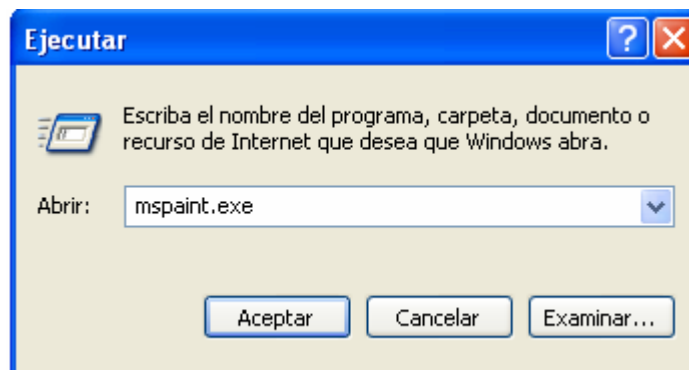 Ejecutar
?
Escriba el nombre del programa, carpeta, documento o
recurso de Internet que desea que Windows abra.
Abrir:
mspaint.exe
Aceptar
Cancelar
Examinar...